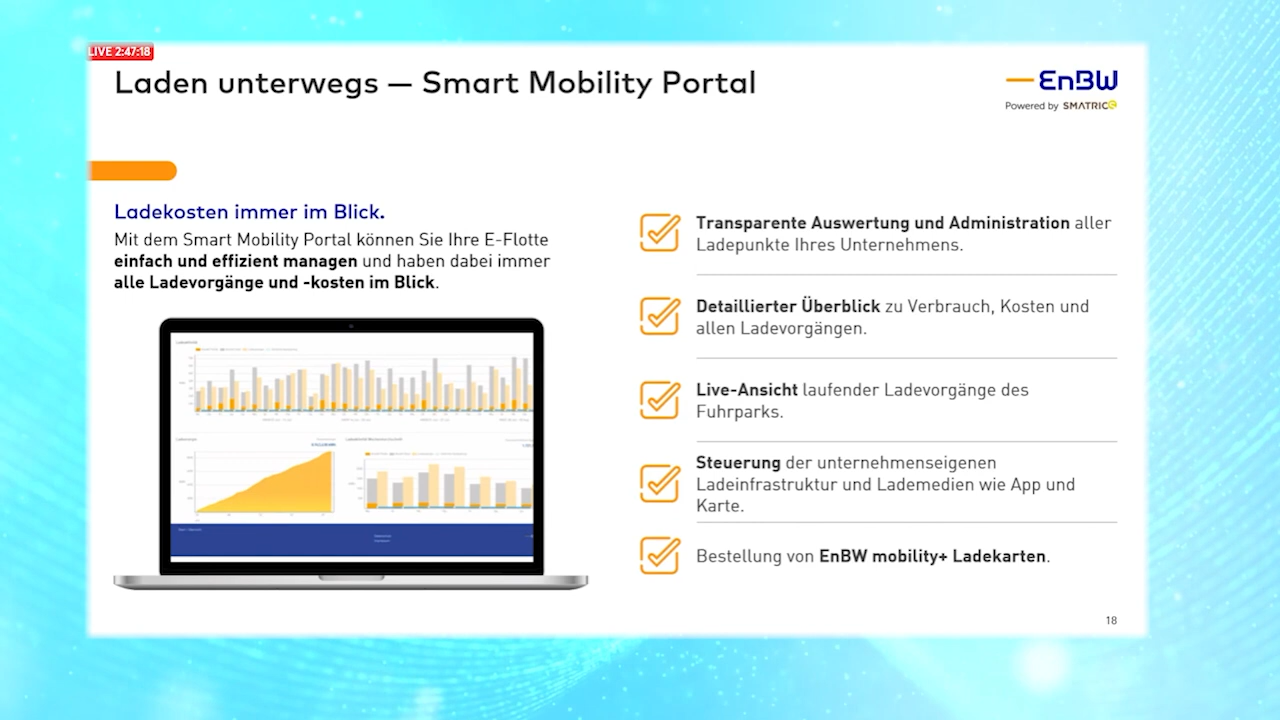 LIVE 2:47:18
Laden unterwegs — Smart Mobility Portal
EnBW
Powered by SMATRICS
Ladekosten immer im Blick.
Mit dem Smart Mobility Portal können Sie Ihre E-Flotte
einfach und effizient managen und haben dabei immer
alle Ladevorgänge und -kosten im Blick.
Transparente Auswertung und Administration aller
Ladepunkte Ihres Unternehmens.
Detaillierter Überblick zu Verbrauch, Kosten und
allen Ladevorgängen.
Live-Ansicht laufender Ladevorgänge des
Fuhrparks.
Steuerung der unternehmenseigenen
Ladeinfrastruktur und Lademedien wie App und
Karte.
Bestellung von EnBW mobility+ Ladekarten.
18